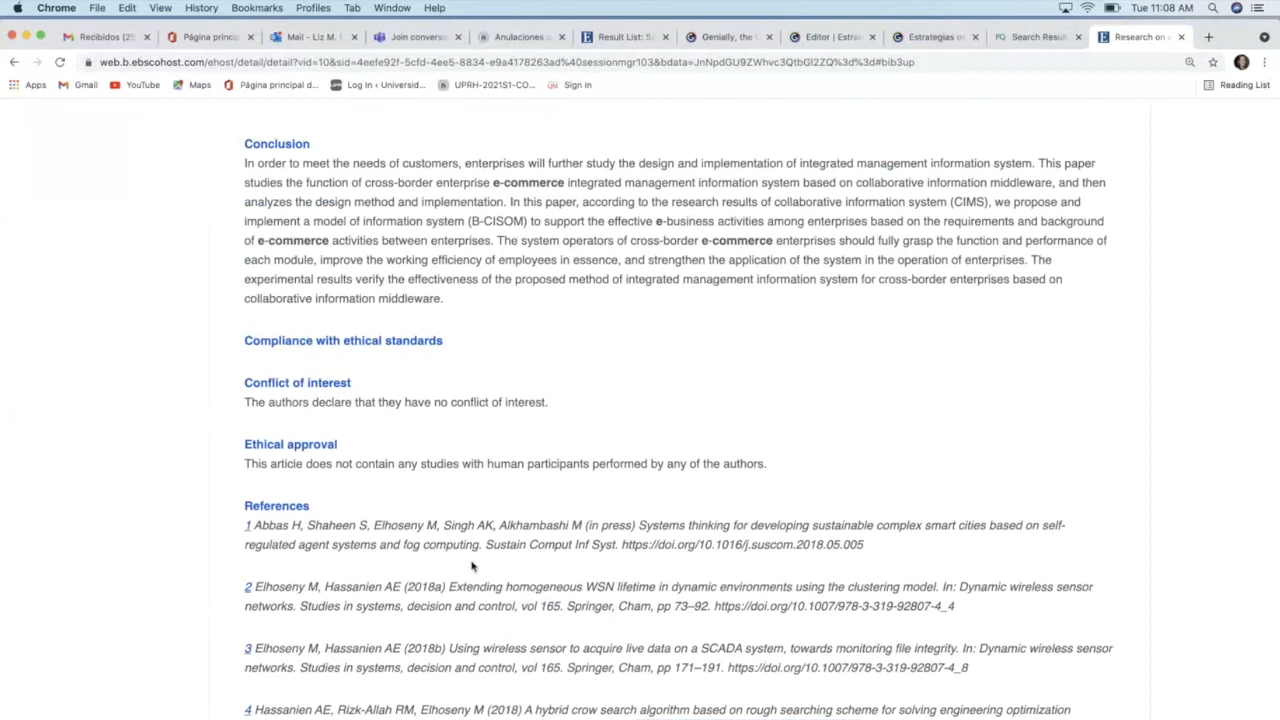 Chrome File Edit View History Bookmarks Profiles Tab Window Help Tue 11:08 AM
Recibidos (25 Página princip Mail - Liz M. Join conversa Anulaciones Result List: S Genially, the Editor | Estran Estrategias o Search Resul Research on
web.b.ebscohost.com/ehost/detail/detail?vid=10&sid=4eefe92f-5cfd-4ee5-8834-e9a4178263ad%40sessionmgr103&bdata=JnNpdGU9ZWhvc3QtbGl2ZQ%3d%3d#bib3up
Apps Gmail YouTube Maps Página principal d... Log In ‹ Universid... UPRH-2021S1-CO... Sign In Reading List
Conclusion
In order to meet the needs of customers, enterprises will further study the design and implementation of integrated management information system. This paper
studies the function of cross-border enterprise e-commerce integrated management information system based on collaborative information middleware, and then
analyzes the design method and implementation. In this paper, according to the research results of collaborative information system (CIMS), we propose and
implement a model of information system (B-CISOM) to support the effective e-business activities among enterprises based on the requirements and background
of e-commerce activities between enterprises. The system operators of cross-border e-commerce enterprises should fully grasp the function and performance of
each module, improve the working efficiency of employees in essence, and strengthen the application of the system in the operation of enterprises. The
experimental results verify the effectiveness of the proposed method of integrated management information system for cross-border enterprises based on
collaborative information middleware.
Compliance with ethical standards
Conflict of interest
The authors declare that they have no conflict of interest.
Ethical approval
This article does not contain any studies with human participants performed by any of the authors.
References
1 Abbas H, Shaheen S, Elhoseny M, Singh AK, Alkhambashi M (in press) Systems thinking for developing sustainable complex smart cities based on self-
regulated agent systems and fog computing. Sustain Comput Inf Syst. https://doi.org/10.1016/j.suscom.2018.05.005
2 Elhoseny M, Hassanien AE (2018a) Extending homogeneous WSN lifetime in dynamic environments using the clustering model. In: Dynamic wireless sensor
networks. Studies in systems, decision and control, vol 165. Springer, Cham, pp 73–92. https://doi.org/10.1007/978-3-319-92807-4_4
3 Elhoseny M, Hassanien AE (2018b) Using wireless sensor to acquire live data on a SCADA system, towards monitoring file integrity. In: Dynamic wireless sensor
networks. Studies in systems, decision and control, vol 165. Springer, Cham, pp 171–191. https://doi.org/10.1007/978-3-319-92807-4_8
4 Hassanien AE, Rizk-Allah RM, Elhoseny M (2018) A hybrid crow search algorithm based on rough searching scheme for solving engineering optimization